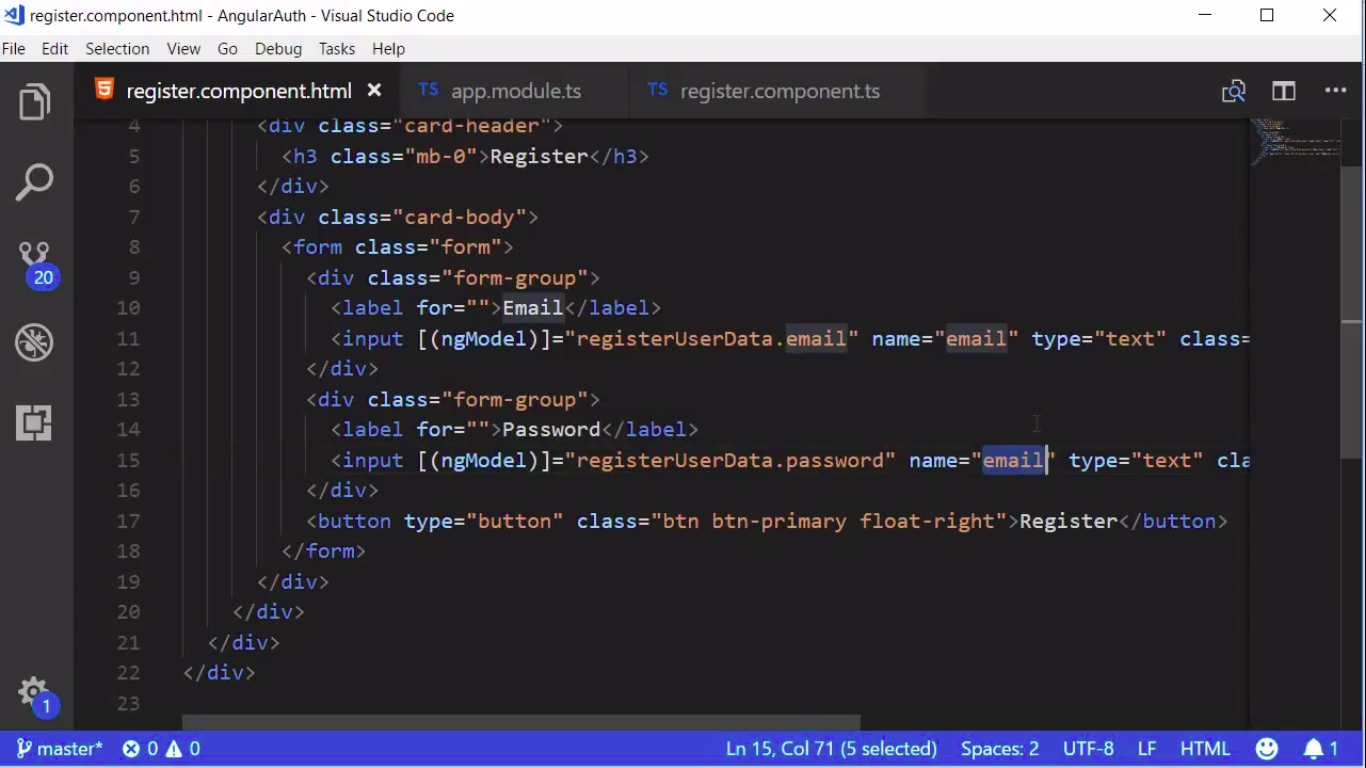 register.component.html - AngularAuth - Visual Studio Code
File Edit Selection View Go Debug Tasks Help
register.component.html TS app.module.ts TS register.component.ts
4 <div class="card-header">
5 <h3 class="mb-0">Register</h3>
6 </div>
7 <div class="card-body">
8 <form class="form">
9 <div class="form-group">
10 <label for="">Email</label>
11 <input [(ngModel)]="registerUserData.email" name="email" type="text" class=
12 </div>
13 <div class="form-group">
14 <label for="">Password</label>
15 <input [(ngModel)]="registerUserData.password" name="email" type="text" cla
16 </div>
17 <button type="button" class="btn btn-primary float-right">Register</button>
18 </form>
19 </div>
20 </div>
21 </div>
22 </div>
23
20
1
master* 0 0 Ln 15, Col 71 (5 selected) Spaces: 2 UTF-8 LF HTML 1